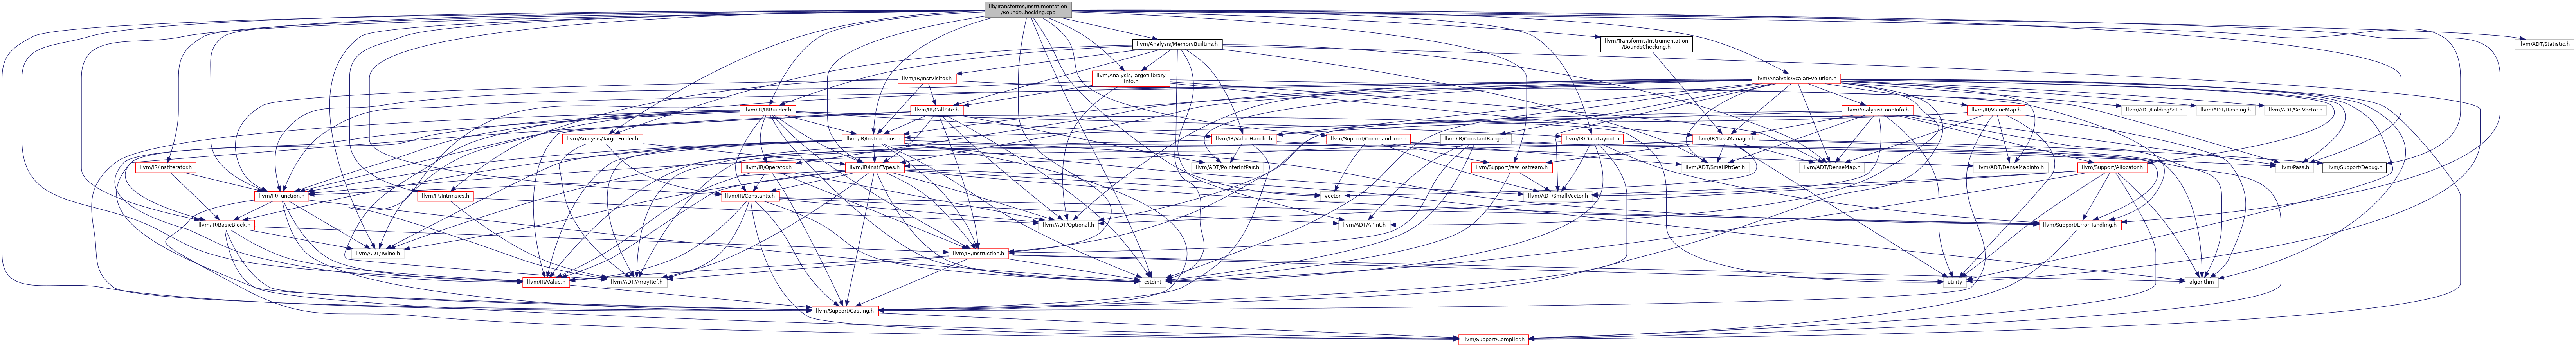 lib/Transforms/Instrumentation
/BoundsChecking.cpp
llvm/Analysis/MemoryBuiltins.h
llvm/Transforms/Instrumentation
/BoundsChecking.h
llvm/ADT/Statistic.h
llvm/IR/InstVisitor.h
llvm/Analysis/TargetLibrary
Info.h
llvm/Analysis/ScalarEvolution.h
llvm/IR/IRBuilder.h
llvm/IR/CallSite.h
llvm/Analysis/LoopInfo.h
llvm/IR/ValueMap.h
llvm/ADT/FoldingSet.h
llvm/ADT/Hashing.h
llvm/ADT/SetVector.h
llvm/Analysis/TargetFolder.h
llvm/IR/Instructions.h
llvm/IR/ValueHandle.h
llvm/Support/CommandLine.h
llvm/IR/ConstantRange.h
llvm/IR/DataLayout.h
llvm/IR/PassManager.h
llvm/IR/InstIterator.h
llvm/IR/Operator.h
llvm/IR/InstrTypes.h
llvm/ADT/PointerIntPair.h
llvm/Support/raw_ostream.h
llvm/ADT/SmallPtrSet.h
llvm/ADT/DenseMap.h
llvm/ADT/DenseMapInfo.h
llvm/Support/Allocator.h
llvm/Pass.h
llvm/Support/Debug.h
llvm/IR/Function.h
llvm/IR/Intrinsics.h
llvm/IR/Constants.h
vector
llvm/ADT/SmallVector.h
llvm/IR/BasicBlock.h
llvm/ADT/Optional.h
llvm/ADT/APInt.h
llvm/Support/ErrorHandling.h
llvm/ADT/Twine.h
llvm/IR/Instruction.h
llvm/IR/Value.h
llvm/ADT/ArrayRef.h
cstdint
utility
algorithm
llvm/Support/Casting.h
llvm/Support/Compiler.h